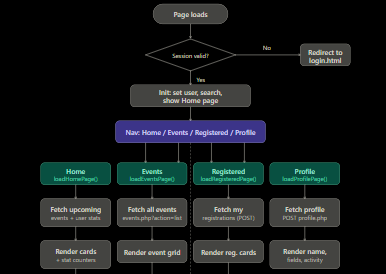 Page loads
Session valid?
No
Redirect to
login.html
Yes
Init: set user, search,
show Home page
Nav: Home / Events / Registered / Profile
Home
loadHomePage()
Events
loadEventsPage()
Registered
loadRegisteredPage()
Profile
loadProfilePage()
Fetch upcoming
events + user stats
Fetch all events
events.php?action=list
Fetch my
registrations (POST)
Fetch profile
POST profile.php
Render cards
+ stat counters
Render event grid
Render reg. cards
Render name,
fields, activity